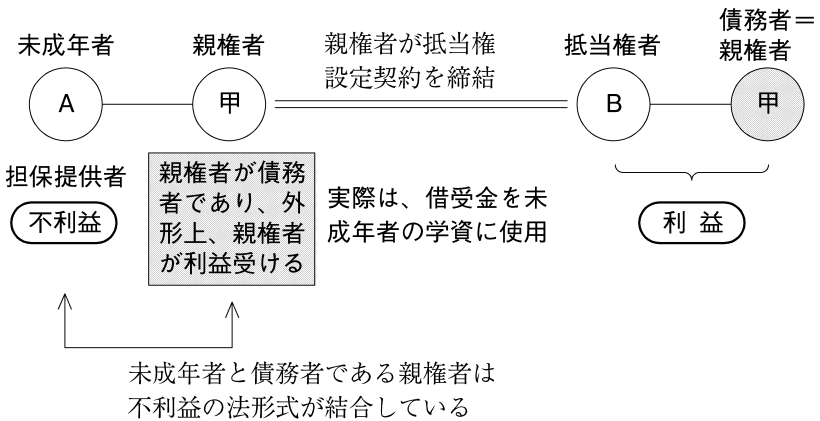 未成年者
親権者
親権者が抵当権
設定契約を締結
抵当権者
債務者＝
親権者
A
甲
B
甲
担保提供者
不利益
親権者が債務
者であり、外
形上、親権者
が利益受ける
実際は、借受金を未
成年者の学資に使用
利 益
未成年者と債務者である親権者は
不利益の法形式が結合している